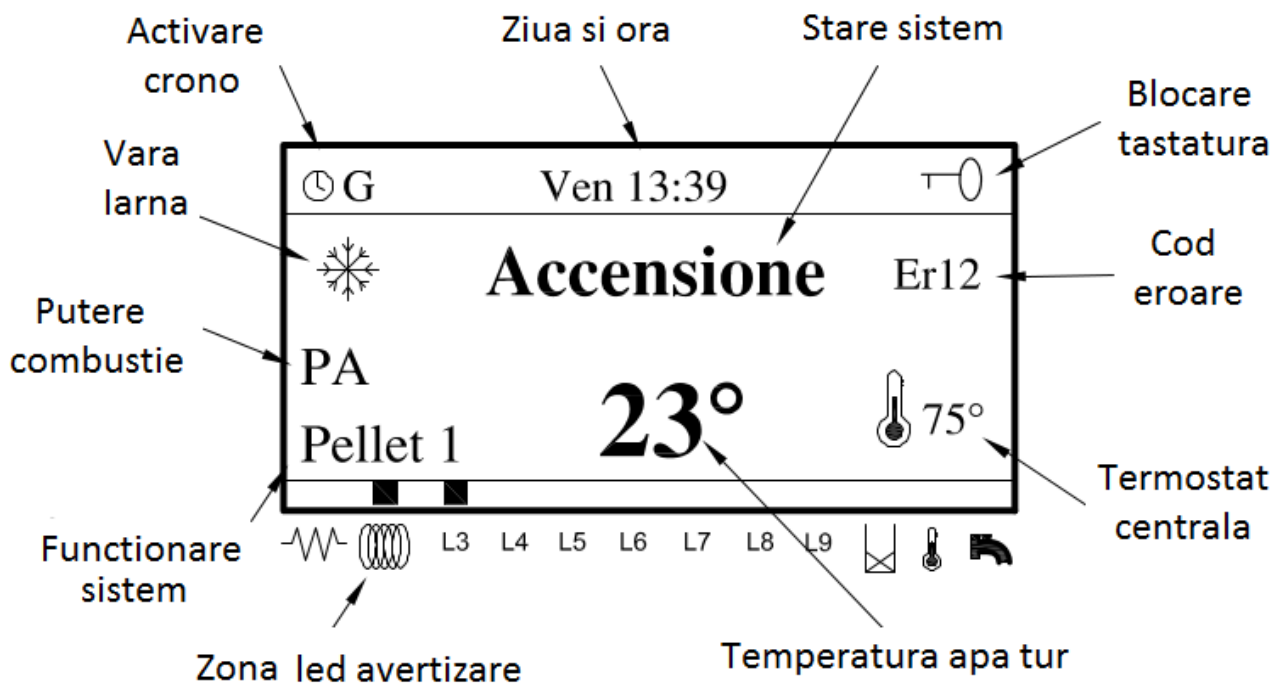 Activare
crono
Ziua si ora
Stare sistem
Blocare
tastatura
Vara
Iarna
G
Ven 13:39
Accensione
Er12
Cod
eroare
Putere
combustie
PA
23°
75°
Pellet 1
Termostat
centrala
Functionare
sistem
L3 L4 L5 L6 L7 L8 L9
Zona led avertizare
Temperatura apa tur